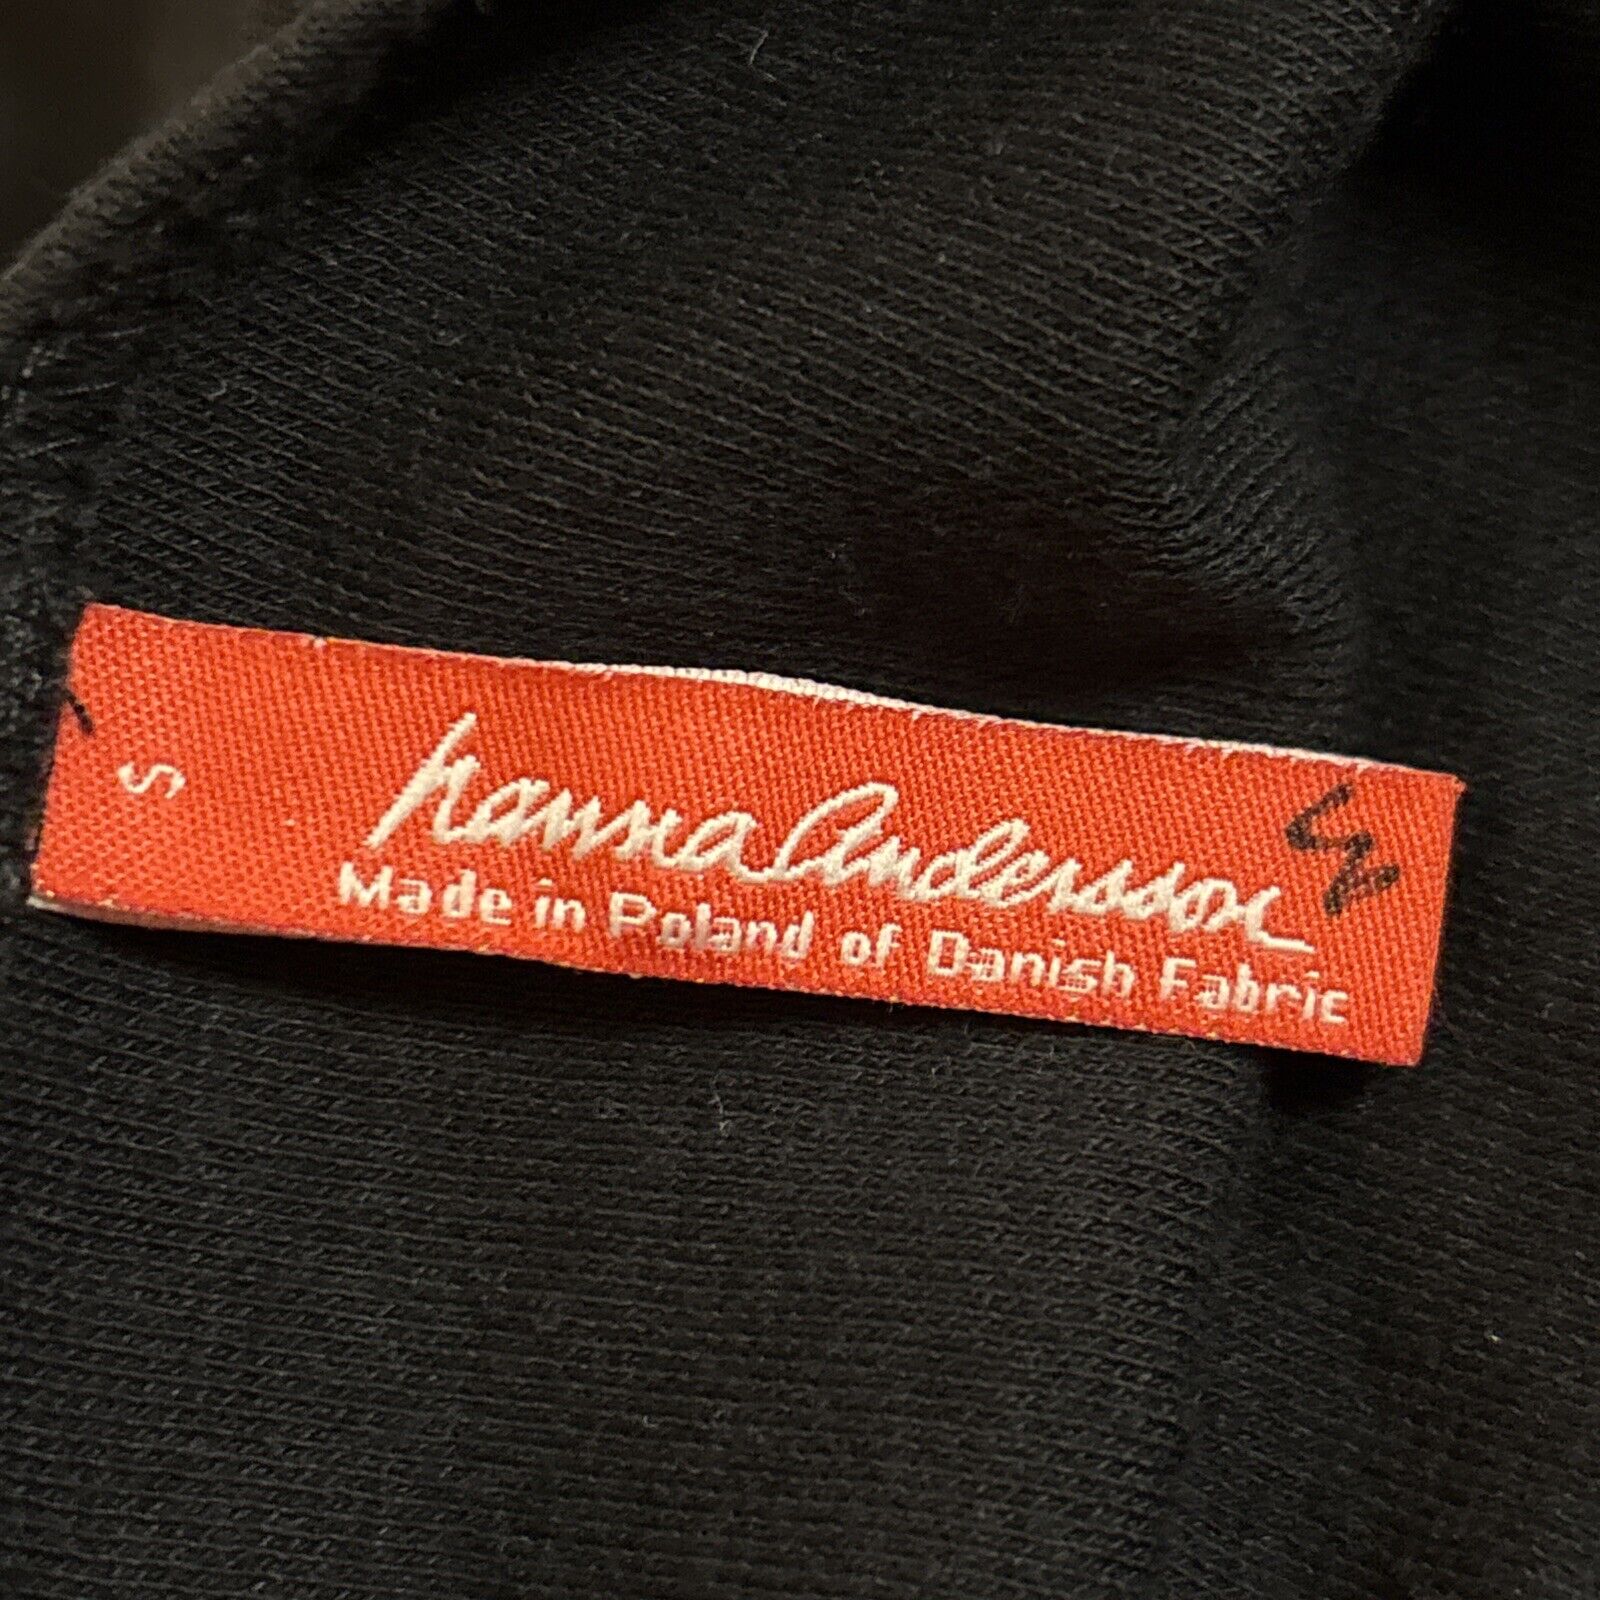 S
hanna Andersson
Made in Poland of Danish Fabric